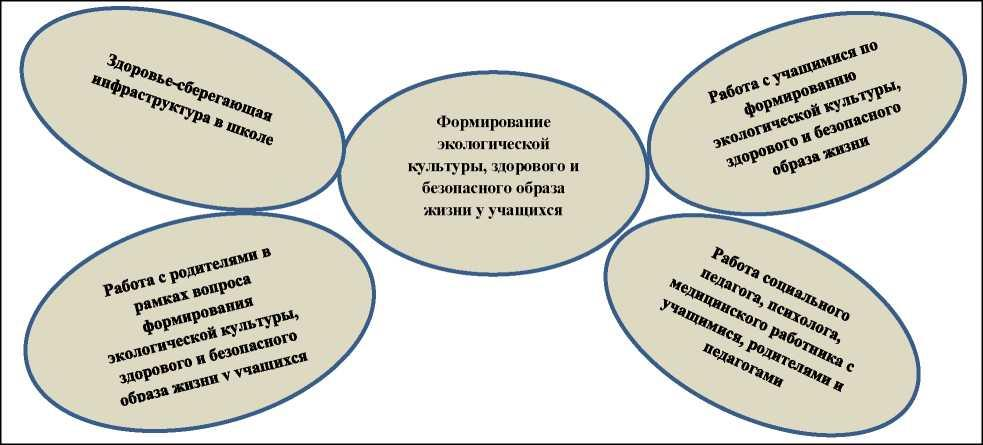 Здоровье-сберегающая
инфраструктура в школе
Формирование
экологической
культуры, здорового и
безопасного образа
жизни у учащихся
Работа с учащимися по
формированию
экологической культуры,
здорового и безопасного
образа жизни
Работа с родителями в
рамках вопроса
формирования
экологической культуры,
здорового и безопасного
образа жизни у учащихся
Работа социального
педагога, психолога,
медицинского работника с
учащимися, родителями и
педагогами